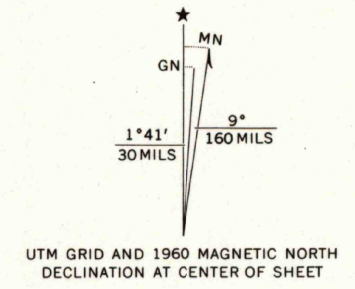 MN
GN
1°41'
30 MILS
9°
160 MILS
UTM GRID AND 1960 MAGNETIC NORTH
DECLINATION AT CENTER OF SHEET